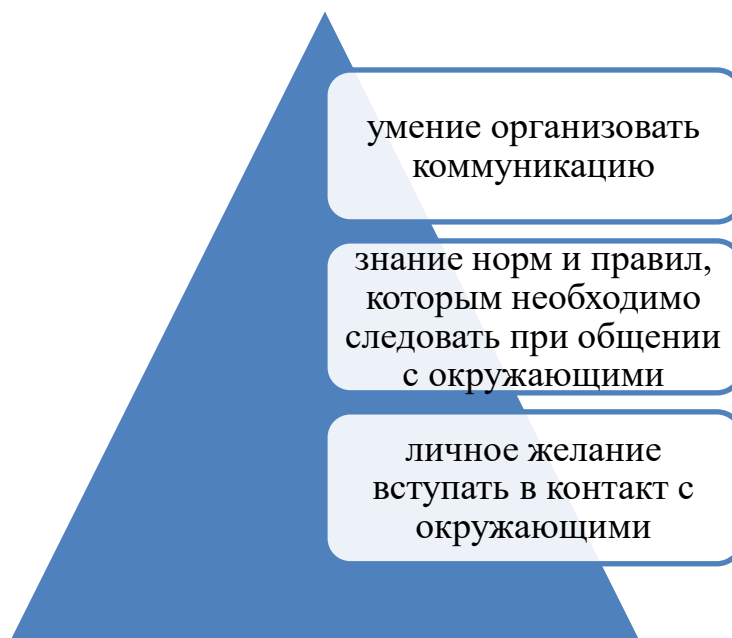 умение организовать
коммуникацию
знание норм и правил,
которым необходимо
следовать при общении
с окружающими
личное желание
вступать в контакт с
окружающими